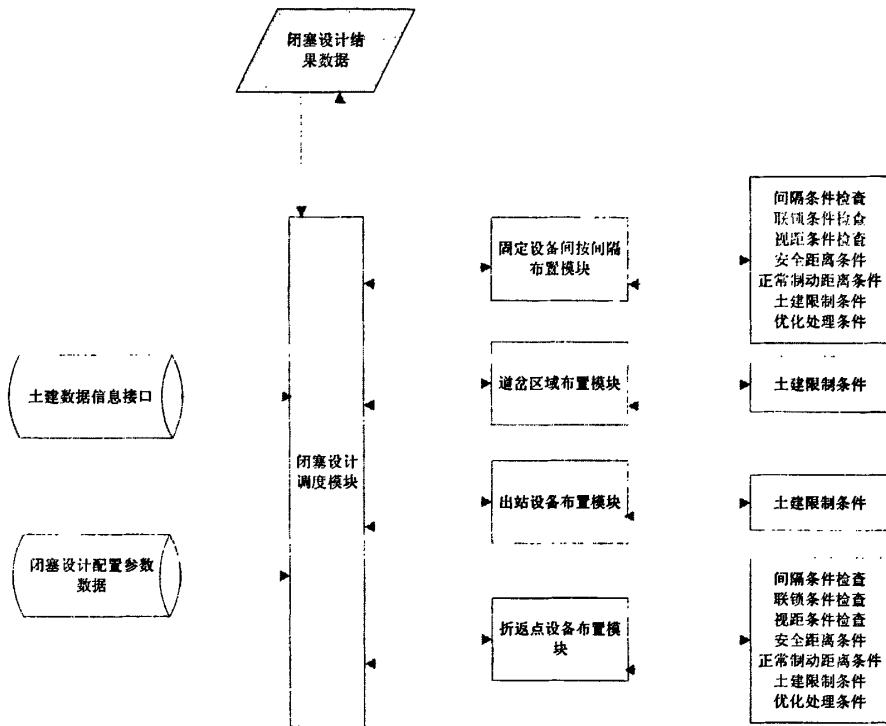 闭塞设计结
果数据
土建数据信息接口
闭塞设计配置参数
数据
闭塞设计
调度模块
固定设备间按间隔
布置模块
道岔区域布置模块
出站设备布置模块
折返点设备布置模
块
间隔条件检查
联锁条件检查
视距条件检查
安全距离条件
正常制动距离条件
土建限制条件
优化处理条件
土建限制条件
土建限制条件
间隔条件检查
联锁条件检查
视距条件检查
安全距离条件
正常制动距离条件
土建限制条件
优化处理条件